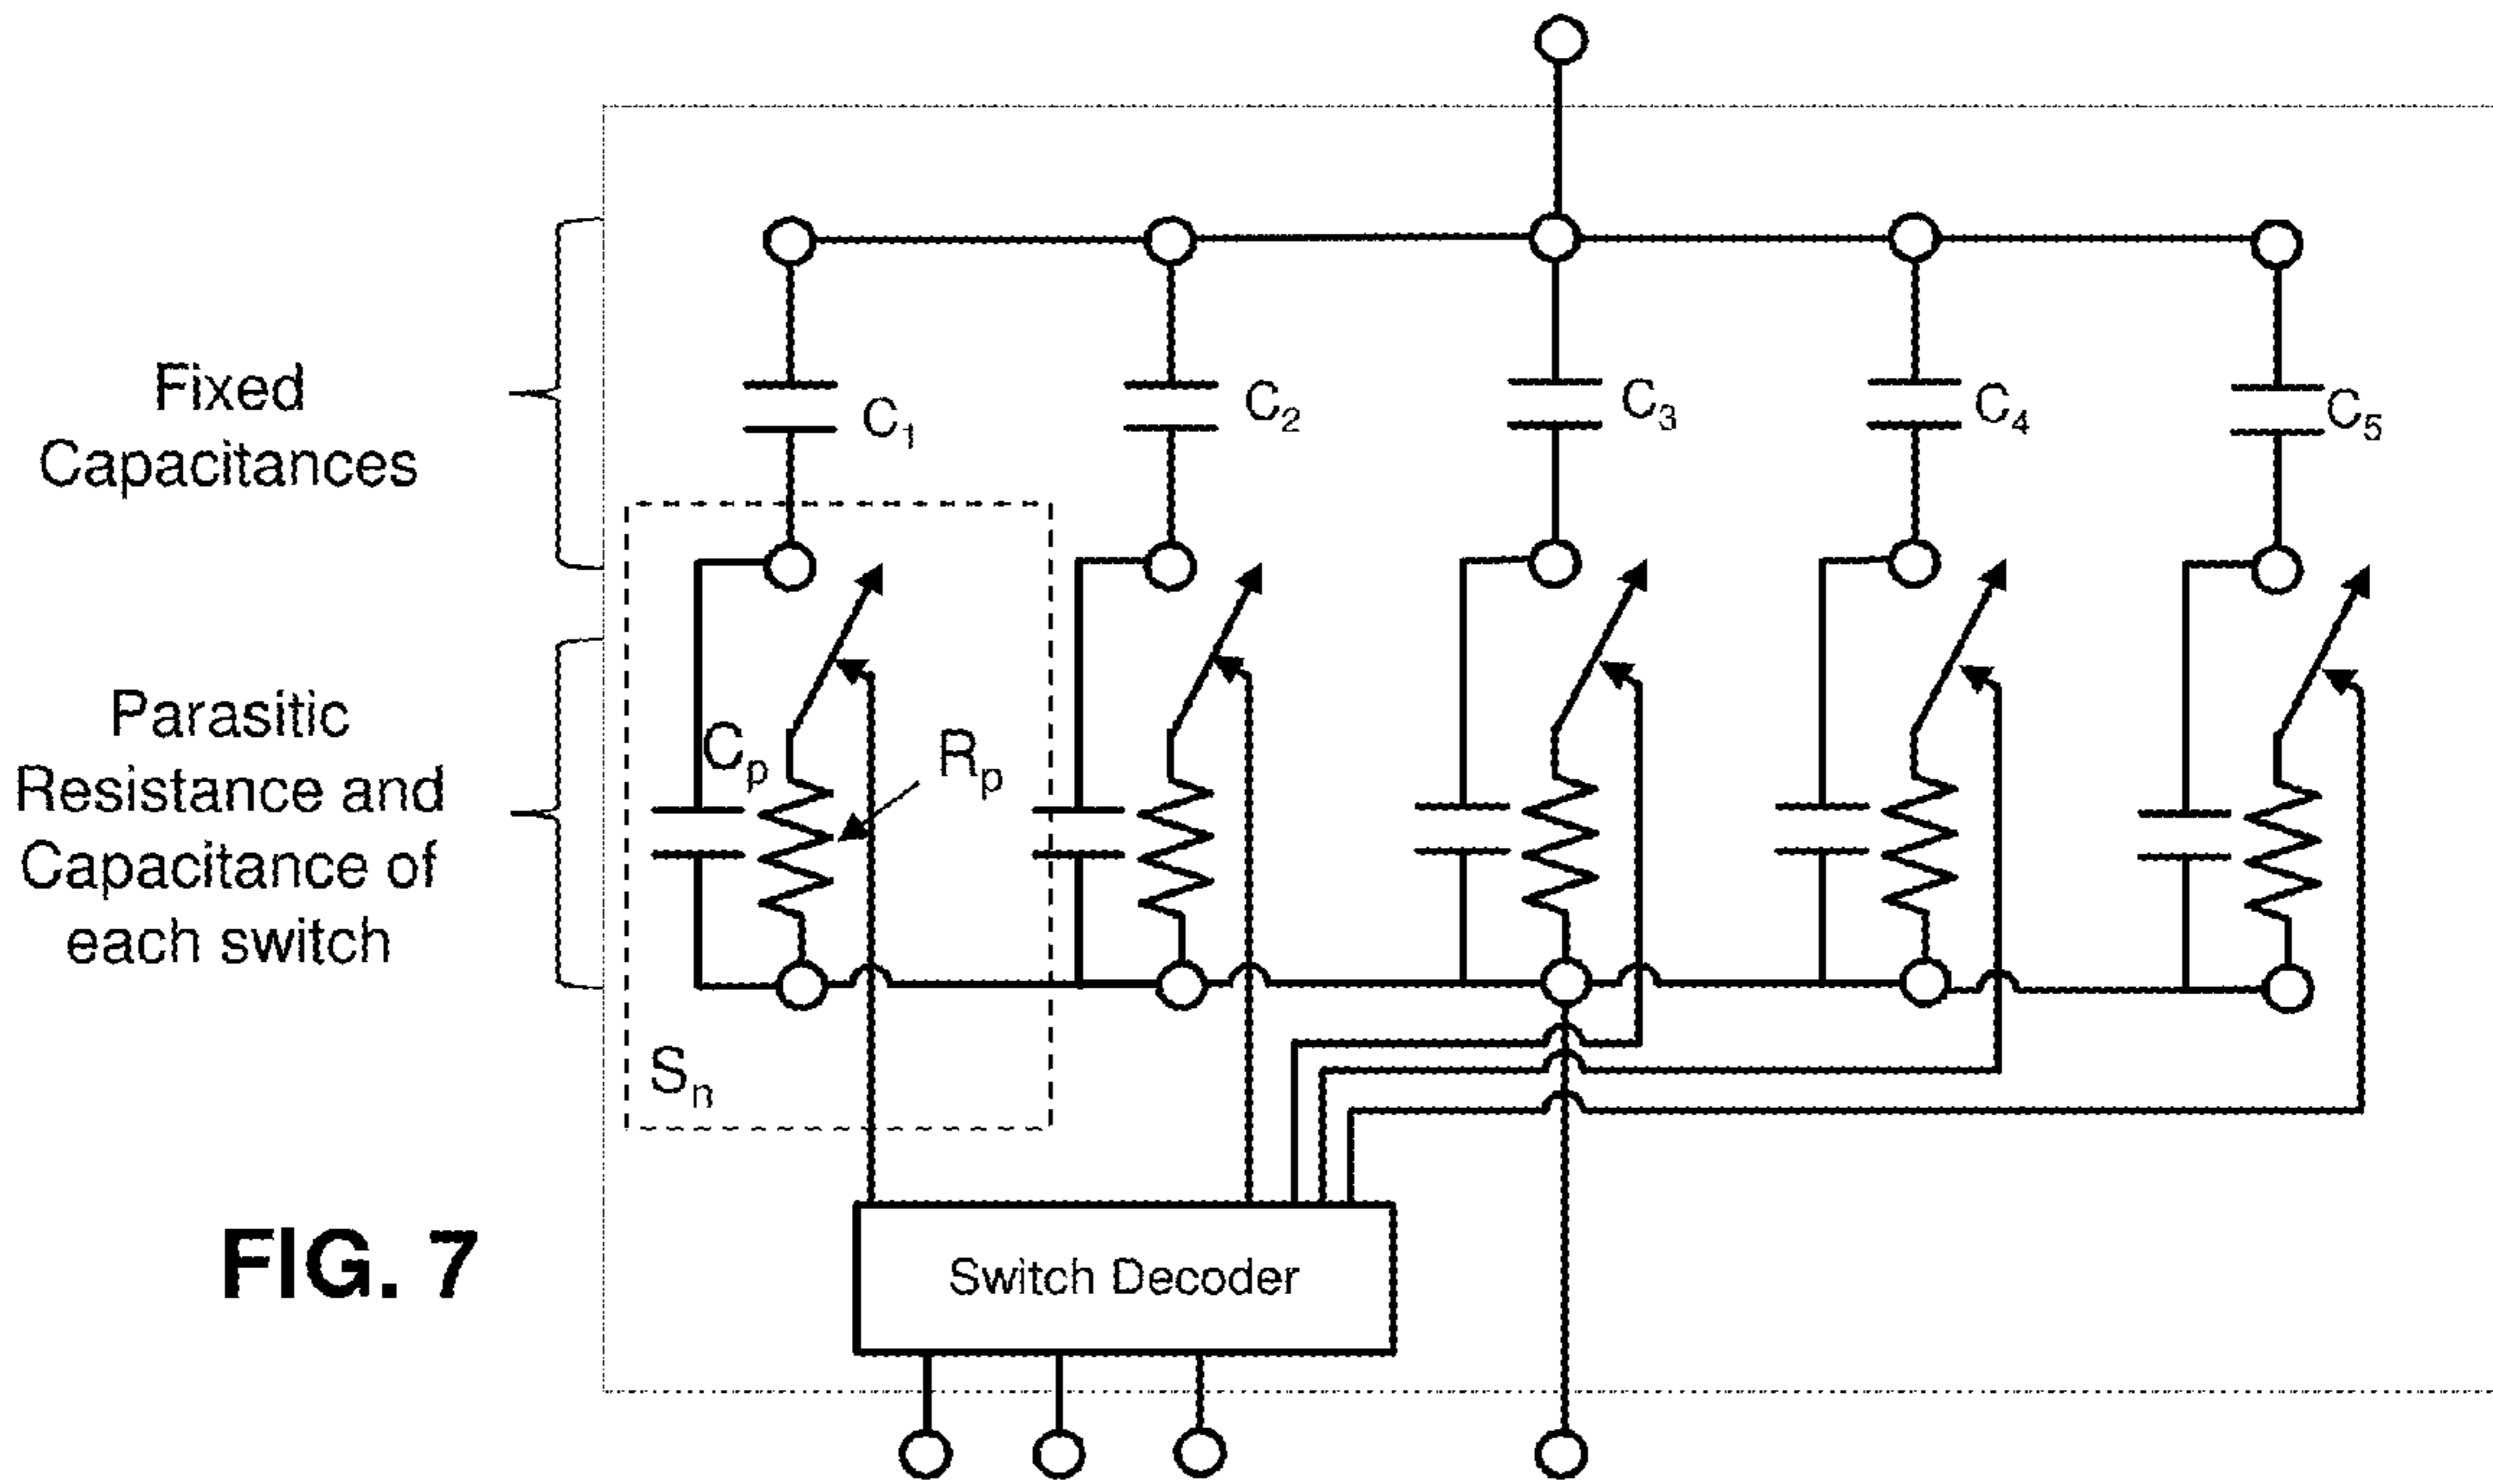 Fixed
Capacitances
C1
C2
C3
C4
C5
Parasitic
Resistance and
Capacitance of
each switch
Cp
Rp
Sn
Switch Decoder
FIG. 7